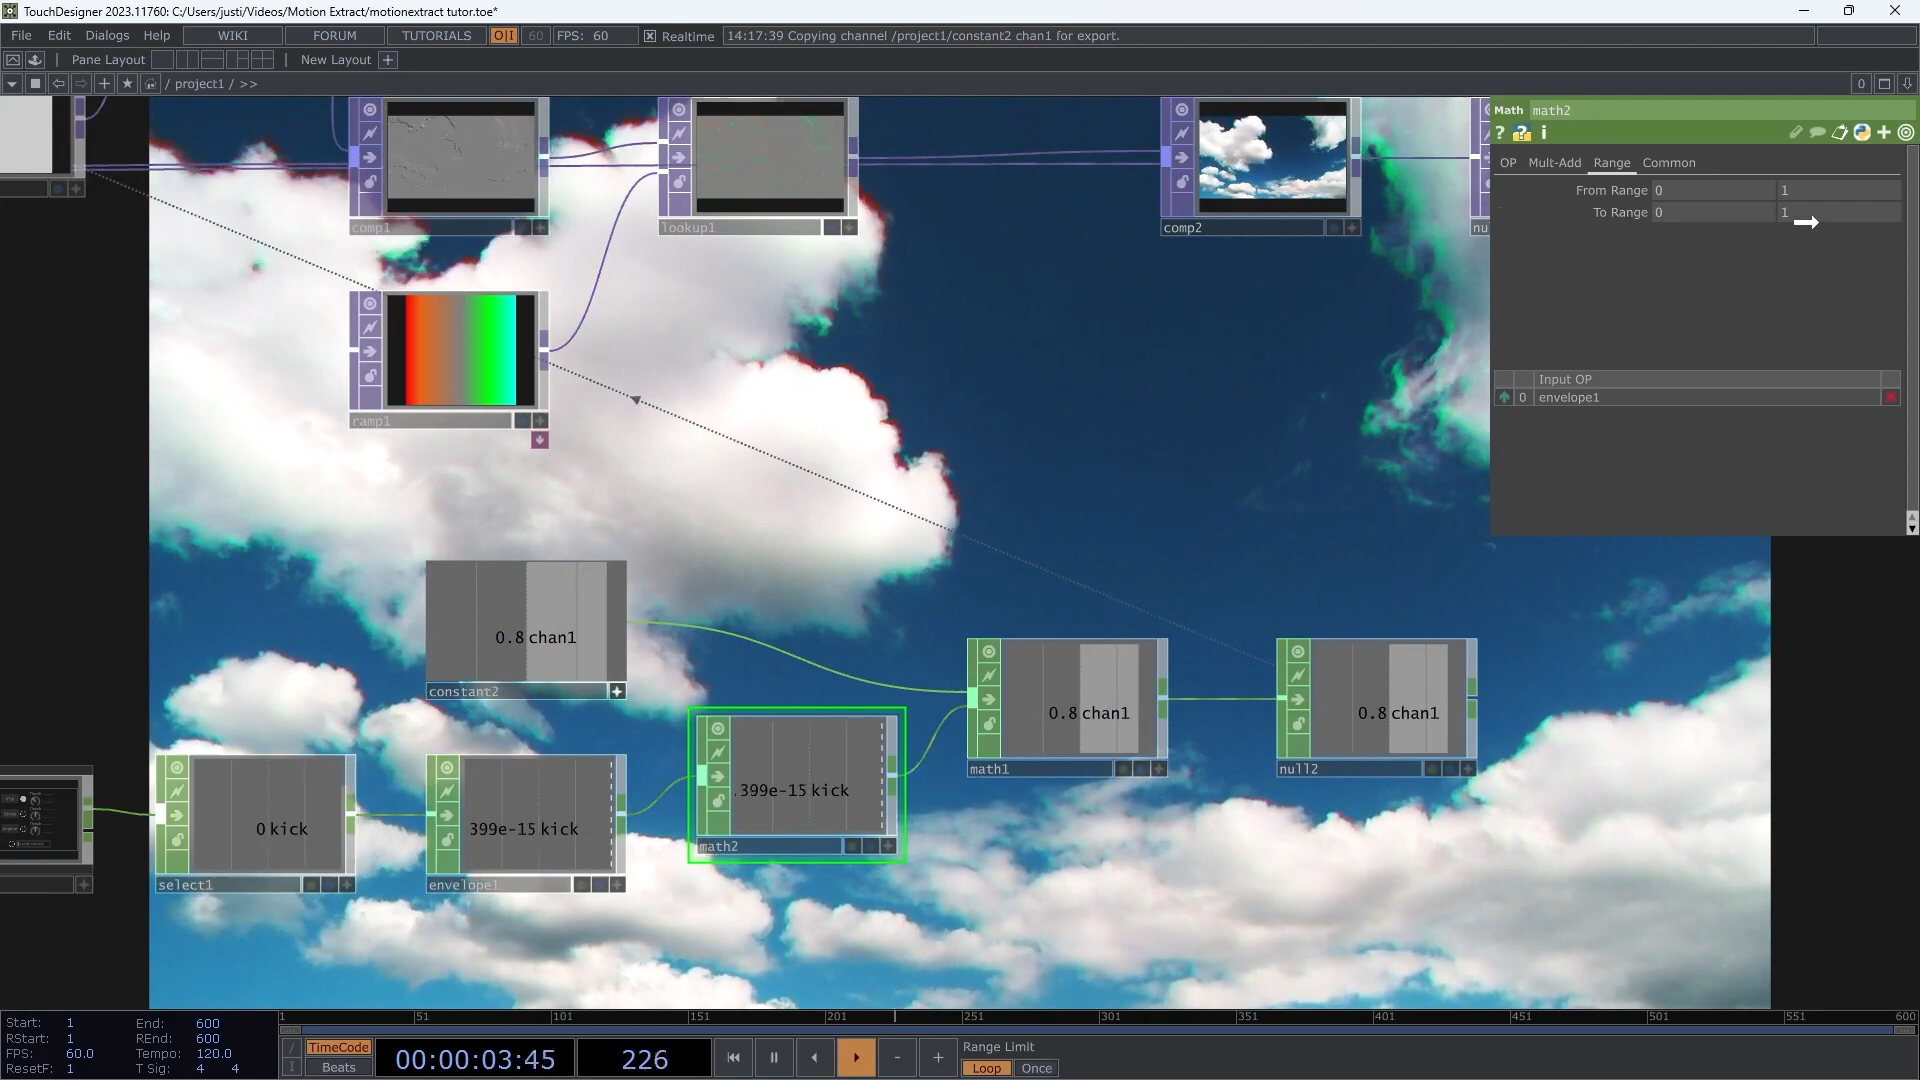 TouchDesigner 2023.11760: C:/Users/justi/Videos/Motion Extract/motionextract tutor.toe*
File Edit Dialogs Help WIKI FORUM TUTORIALS O|I 60 FPS: 60 Realtime 14:17:39 Copying channel /project1/constant2 chan1 for export.
Pane Layout New Layout +
/ project1 / >> 0
Math math2
? ? i
OP Mult-Add Range Common
From Range 0 1
To Range 0 1
Input OP
0 envelope1
comp1
lookup1
comp2
nu
ramp1
0.8 chan1
constant2
0.8 chan1
math1
0.8 chan1
null2
.399e-15 kick
math2
0 kick
select1
399e-15 kick
envelope1
1 51 101 151 201 251 301 351 401 451 501 551 600
Start: 1 End: 600
RStart: 1 REnd: 600
FPS: 60.0 Tempo: 120.0
ResetF: 1 T Sig: 4 4
TimeCode
Beats
00:00:03:45
226
Range Limit
Loop Once